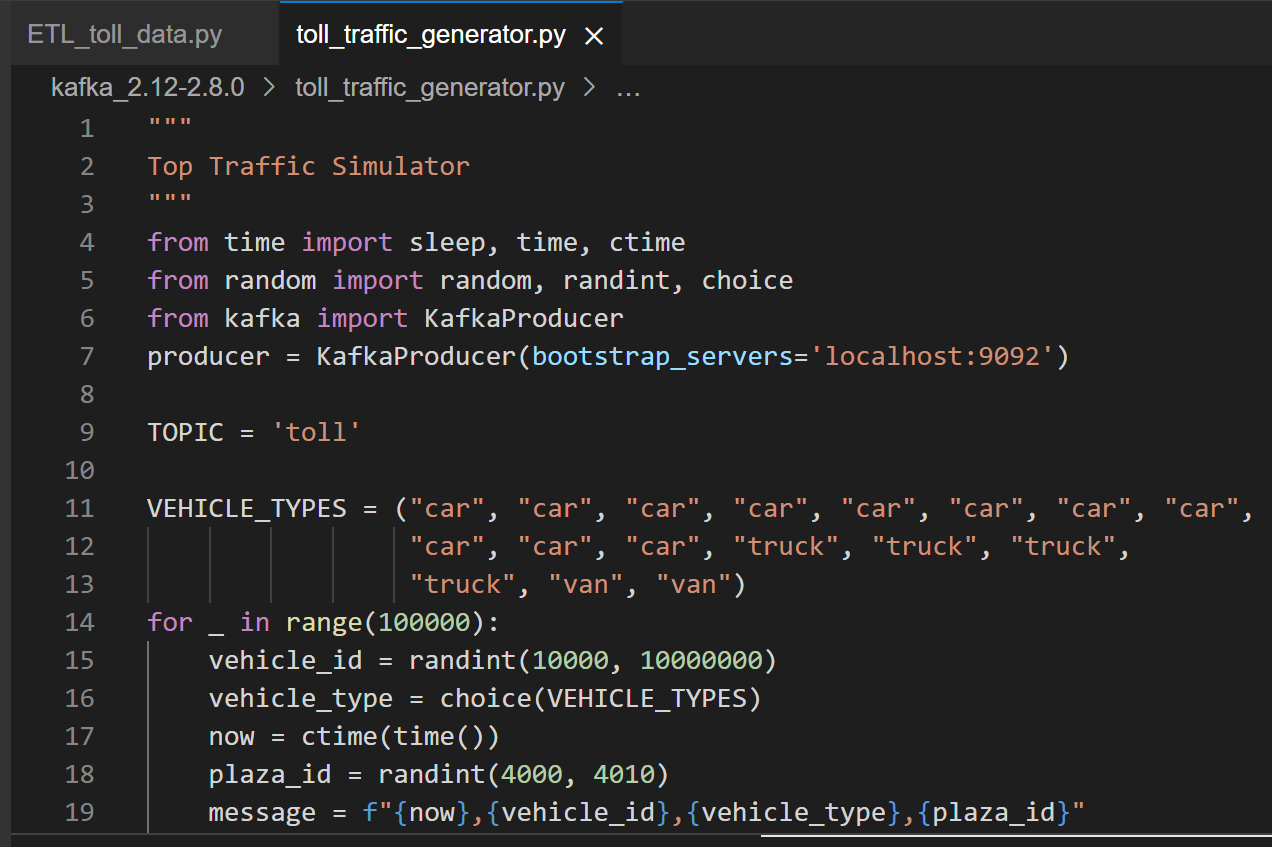 ETL_toll_data.py toll_traffic_generator.py ×
kafka_2.12-2.8.0 > toll_traffic_generator.py > ...
1 """
2 Top Traffic Simulator
3 """
4 from time import sleep, time, ctime
5 from random import random, randint, choice
6 from kafka import KafkaProducer
7 producer = KafkaProducer(bootstrap_servers='localhost:9092')
8
9 TOPIC = 'toll'
10
11 VEHICLE_TYPES = ("car", "car", "car", "car", "car", "car", "car", "car",
12                  "car", "car", "car", "truck", "truck", "truck",
13                  "truck", "van", "van")
14 for _ in range(100000):
15     vehicle_id = randint(10000, 10000000)
16     vehicle_type = choice(VEHICLE_TYPES)
17     now = ctime(time())
18     plaza_id = randint(4000, 4010)
19     message = f"{now},{vehicle_id},{vehicle_type},{plaza_id}"